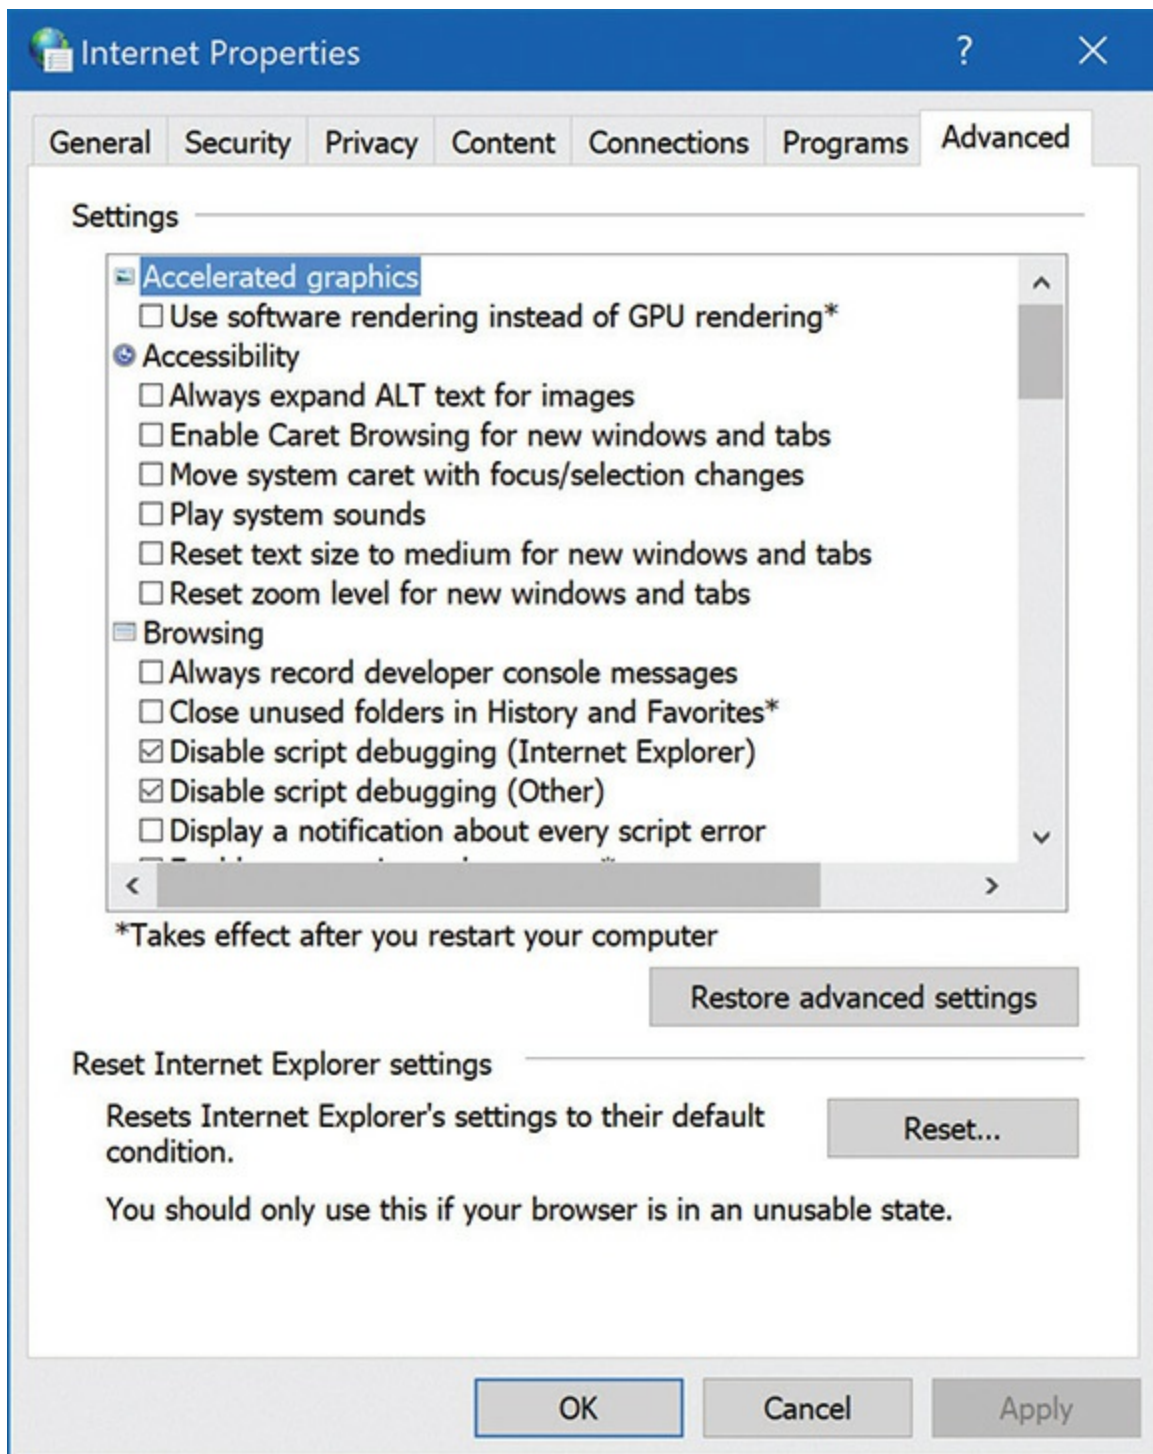 Internet Properties
?
General Security Privacy Content Connections Programs Advanced
Settings
Accelerated graphics
Use software rendering instead of GPU rendering*
Accessibility
Always expand ALT text for images
Enable Caret Browsing for new windows and tabs
Move system caret with focus/selection changes
Play system sounds
Reset text size to medium for new windows and tabs
Reset zoom level for new windows and tabs
Browsing
Always record developer console messages
Close unused folders in History and Favorites*
Disable script debugging (Internet Explorer)
Disable script debugging (Other)
Display a notification about every script error
*Takes effect after you restart your computer
Restore advanced settings
Reset Internet Explorer settings
Resets Internet Explorer's settings to their default
condition.
Reset...
You should only use this if your browser is in an unusable state.
OK Cancel Apply